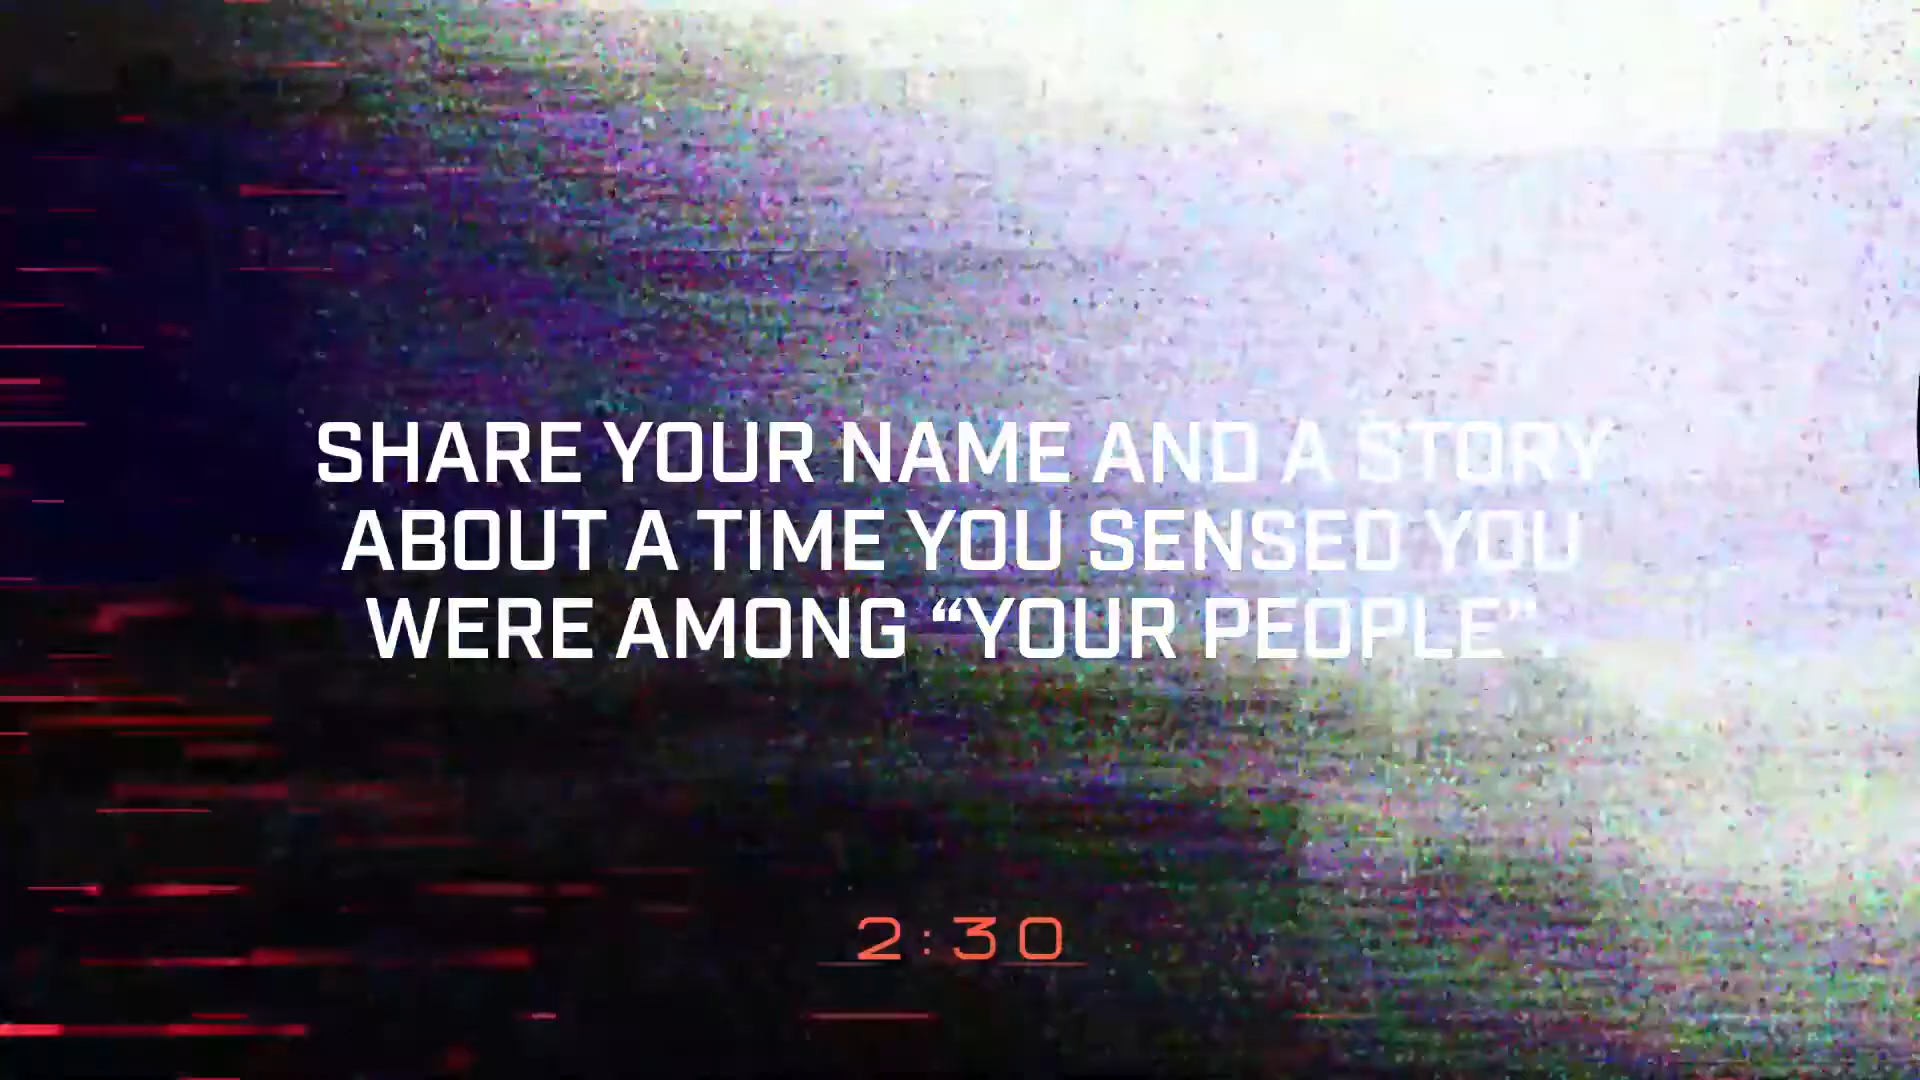 SHARE YOUR NAME AND A STORY
ABOUT A TIME YOU SENSED YOU
WERE AMONG “YOUR PEOPLE”
2:30